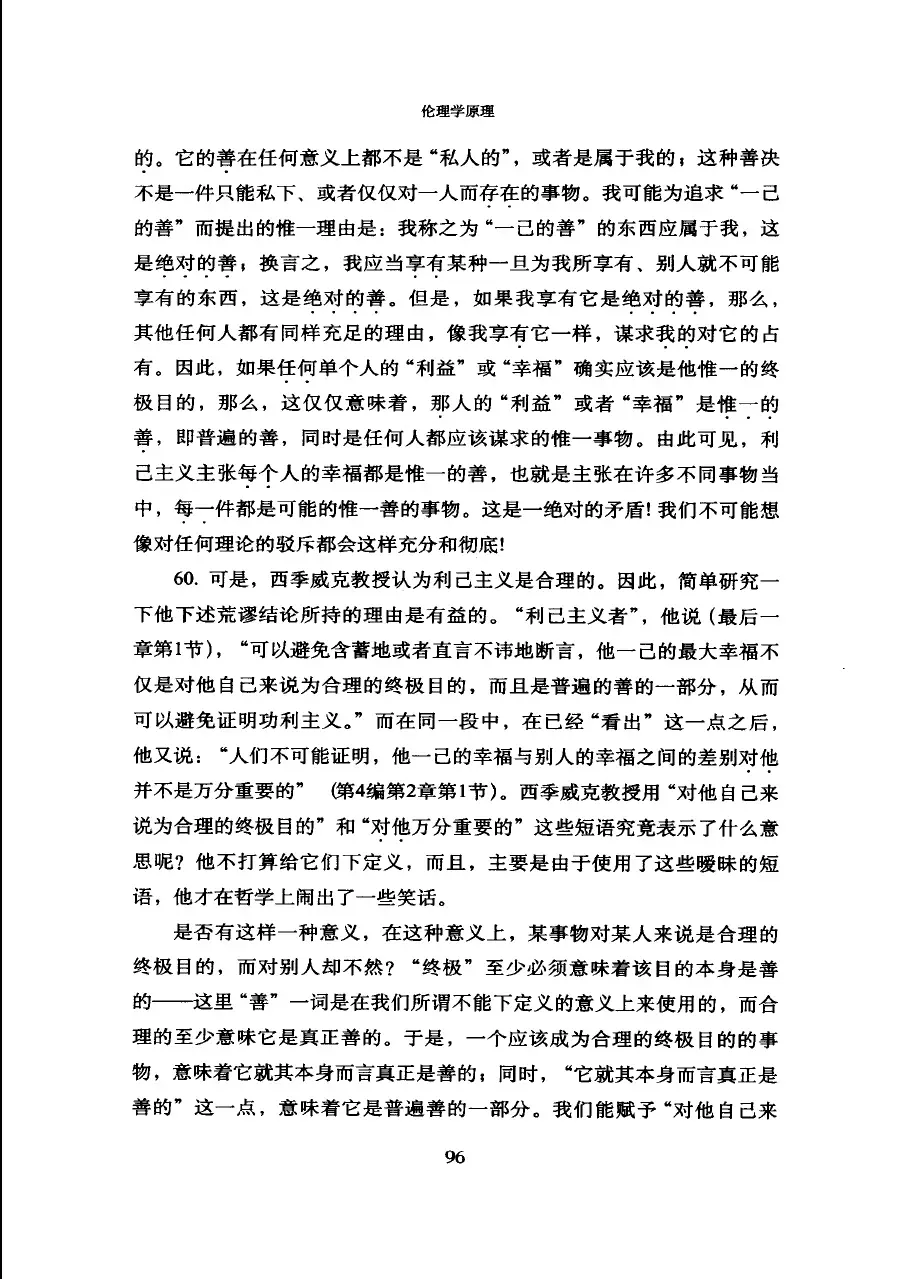 伦理学原理
的。它的善在任何意义上都不是“私人的”，或者是属于我的；这种善决
不是一件只能私下、或者仅仅对一人而存在的事物。我可能为追求“一己
的善”而提出的惟一理由是：我称之为“一己的善”的东西应属于我，这
是绝对的善；换言之，我应当享有某种一旦为我所享有、别人就不可能
享有的东西，这是绝对的善。但是，如果我享有它是绝对的善，那么，
其他任何人都有同样充足的理由，像我享有它一样，谋求我的对它的占
有。因此，如果任何单个人的“利益”或“幸福”确实应该是他惟一的终
极目的，那么，这仅仅意味着，那人的“利益”或者“幸福”是惟一的
善，即普遍的善，同时是任何人都应该谋求的惟一事物。由此可见，利
己主义主张每个人的幸福都是惟一的善，也就是主张在许多不同事物当
中，每一件都是可能的惟一善的事物。这是一绝对的矛盾！我们不可能想
像对任何理论的驳斥都会这样充分和彻底！
60. 可是，西季威克教授认为利己主义是合理的。因此，简单研究一
下他下述荒谬结论所持的理由是有益的。“利己主义者”，他说（最后一
章第1节），“可以避免含蓄地或者直言不讳地断言，他一己的最大幸福不
仅是对他自己来说为合理的终极目的，而且是普遍的善的一部分，从而
可以避免证明功利主义。”而在同一段中，在已经“看出”这一点之后，
他又说：“人们不可能证明，他一己的幸福与别人的幸福之间的差别对他
并不是万分重要的”（第4编第2章第1节）。西季威克教授用“对他自己来
说为合理的终极目的”和“对他万分重要的”这些短语究竟表示了什么意
思呢？他不打算给它们下定义，而且，主要是由于使用了这些暧昧的短
语，他才在哲学上闹出了一些笑话。
是否有这样一种意义，在这种意义上，某事物对某人来说是合理的
终极目的，而对别人却不然？“终极”至少必须意味着该目的本身是善
的——这里“善”一词是在我们所谓不能下定义的意义上来使用的，而合
理的至少意味它是真正善的。于是，一个应该成为合理的终极目的的事
物，意味着它就其本身而言真正是善的；同时，“它就其本身而言真正是
善的”这一点，意味着它是普遍善的一部分。我们能赋予“对他自己来
96